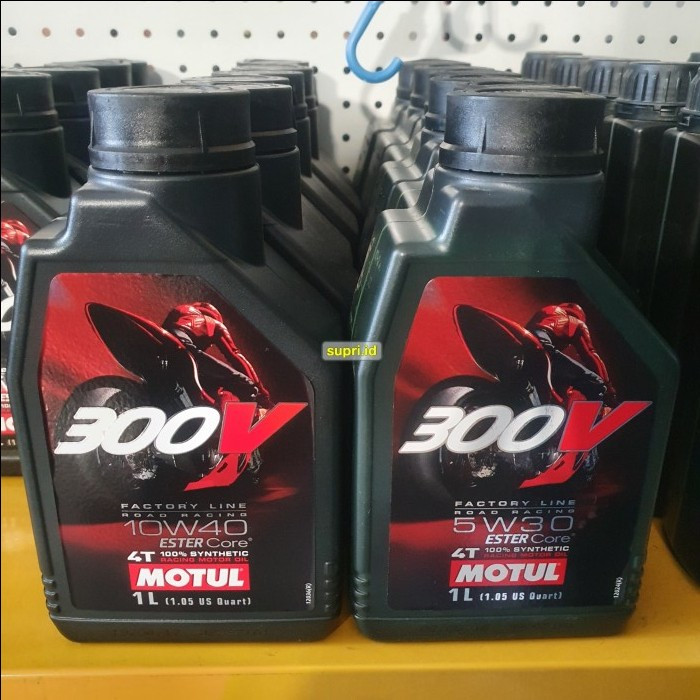 supri.id
300V
FACTORY LINE
ROAD RACING
10W40
ESTER Core®
4T 100% SYNTHETIC
RACING MOTOR OIL
MOTUL
1 L (1.05 US Quart)
300V
FACTORY LINE
ROAD RACING
5W30
ESTER Core®
4T 100% SYNTHETIC
RACING MOTOR OIL
MOTUL
1 L (1.05 US Quart)